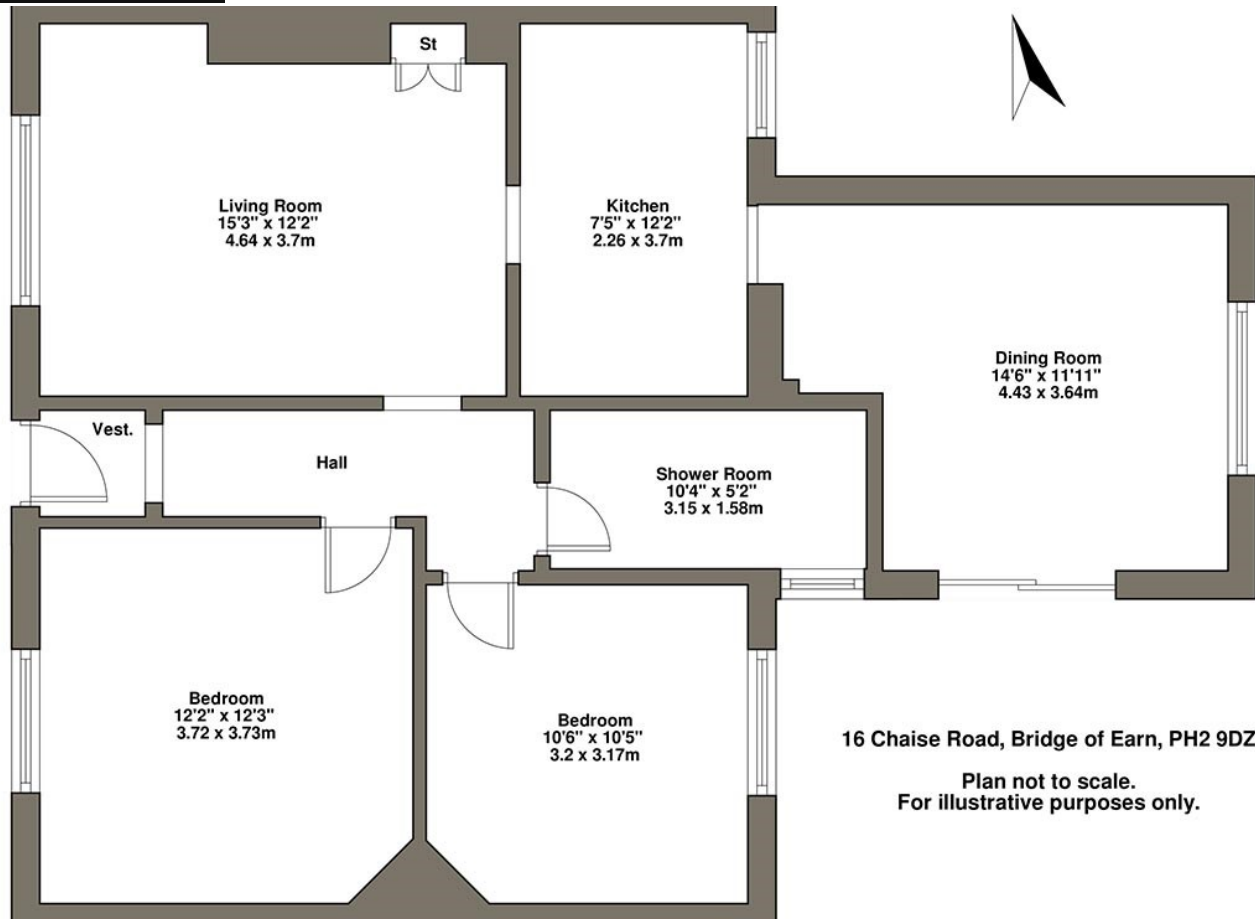 St
Living Room
15'3" x 12'2"
4.64 x 3.7m
Kitchen
7'5" x 12'2"
2.26 x 3.7m
Dining Room
14'6" x 11'11"
4.43 x 3.64m
Vest.
Hall
Shower Room
10'4" x 5'2"
3.15 x 1.58m
Bedroom
12'2" x 12'3"
3.72 x 3.73m
Bedroom
10'6" x 10'5"
3.2 x 3.17m
16 Chaise Road, Bridge of Earn, PH2 9DZ
Plan not to scale.
For illustrative purposes only.